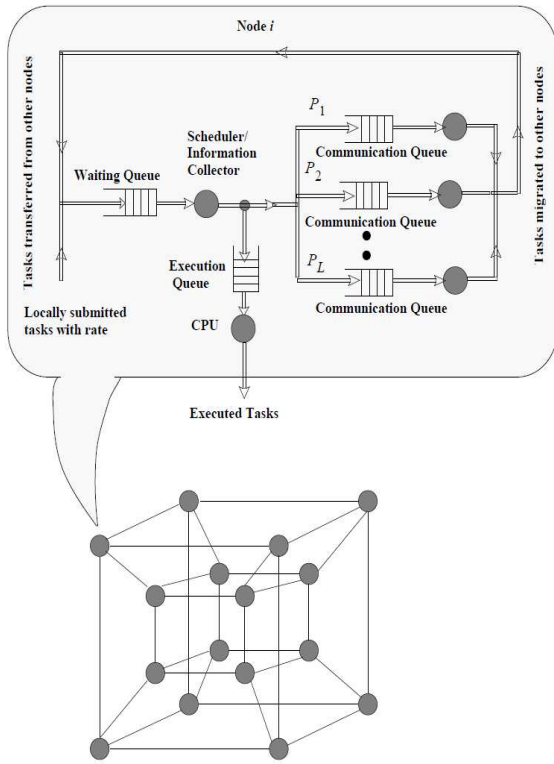 Node i
Tasks transferred from other nodes
Tasks migrated to other nodes
Scheduler/
Information
Collector
Waiting Queue
P1
Communication Queue
P2
Communication Queue
PL
Communication Queue
Execution
Queue
Locally submitted
tasks with rate
CPU
Executed Tasks